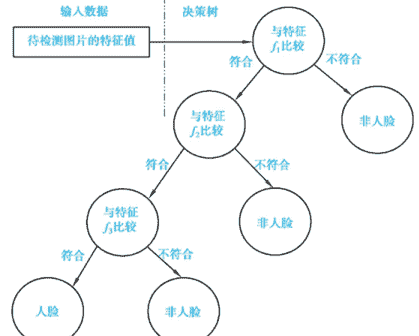 输入数据
决策树
待检测图片的特征值
与特征
f₁比较
符合
不符合
与特征
f₂比较
非人脸
符合
不符合
与特征
f₃比较
非人脸
符合
不符合
人脸
非人脸